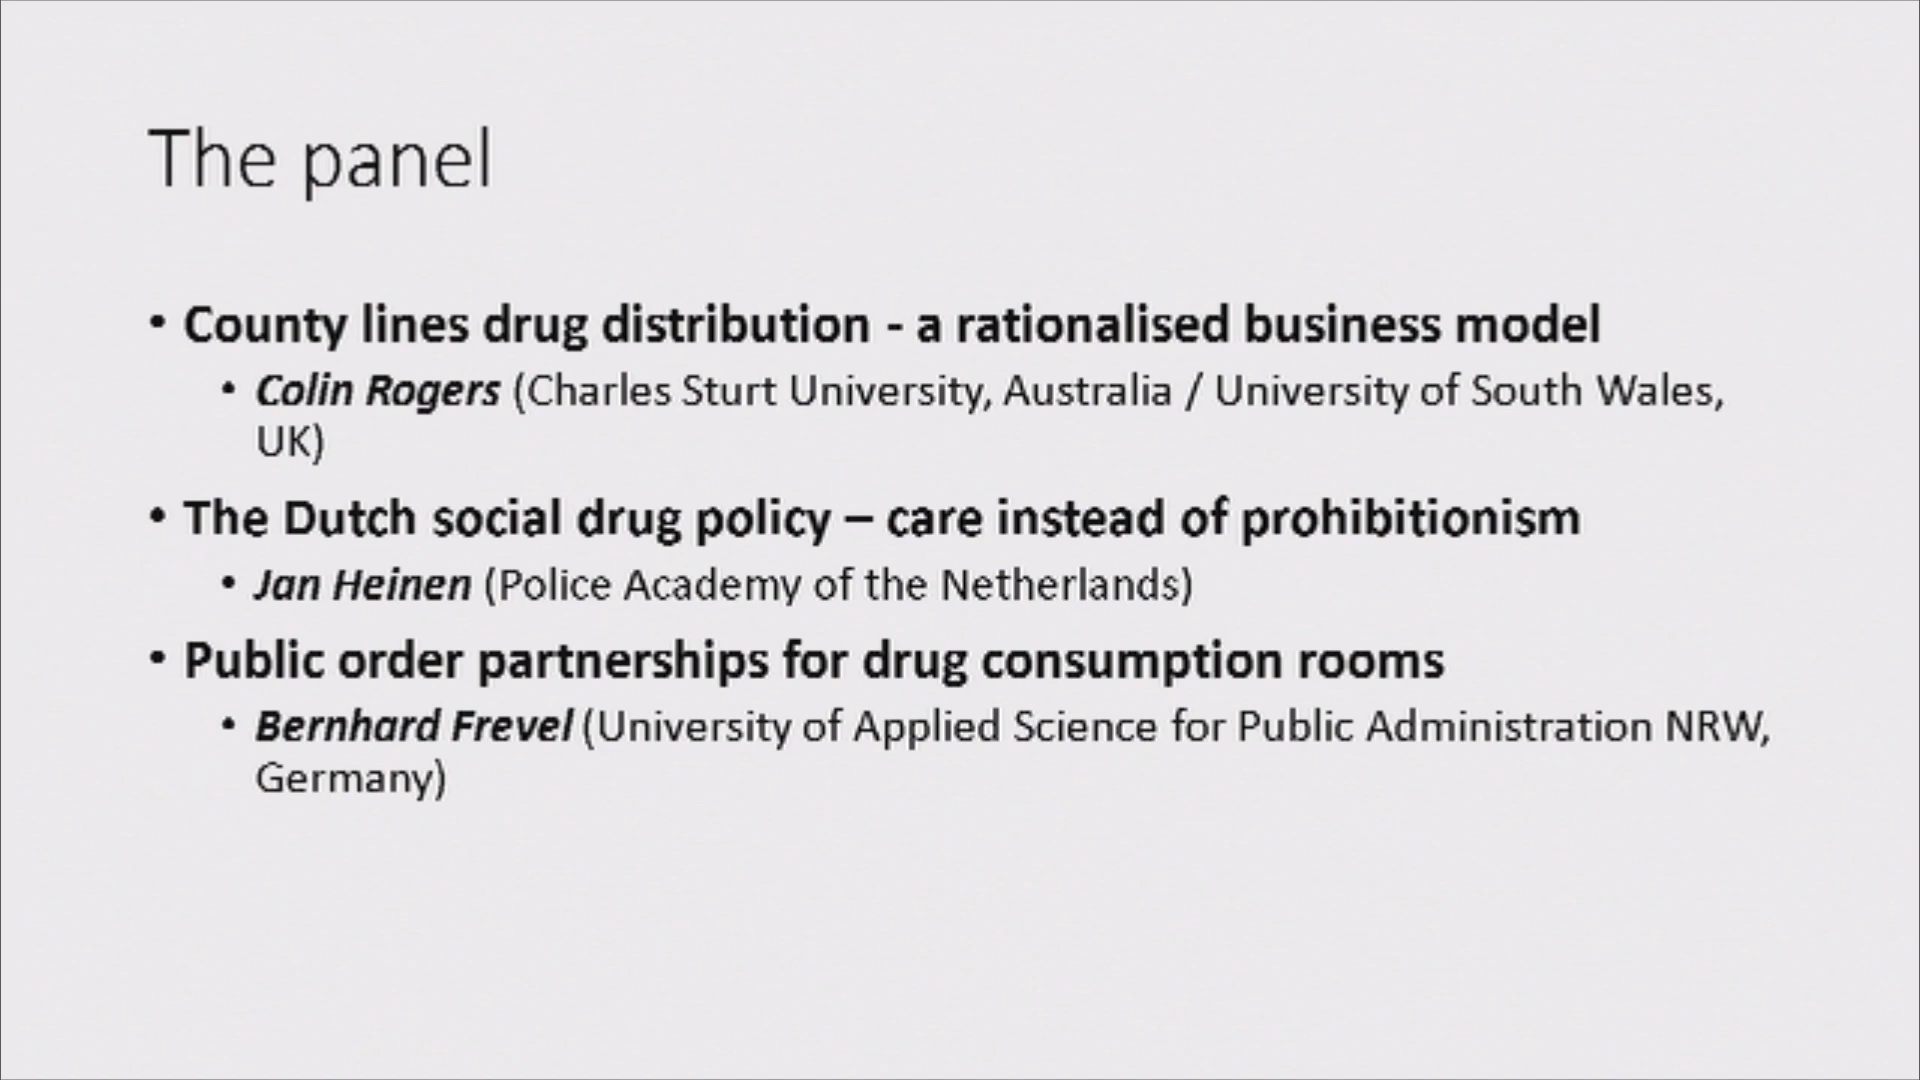 The panel
• County lines drug distribution - a rationalised business model
• Colin Rogers (Charles Sturt University, Australia / University of South Wales,
UK)
• The Dutch social drug policy – care instead of prohibitionism
• Jan Heinen (Police Academy of the Netherlands)
• Public order partnerships for drug consumption rooms
• Bernhard Frevel (University of Applied Science for Public Administration NRW,
Germany)